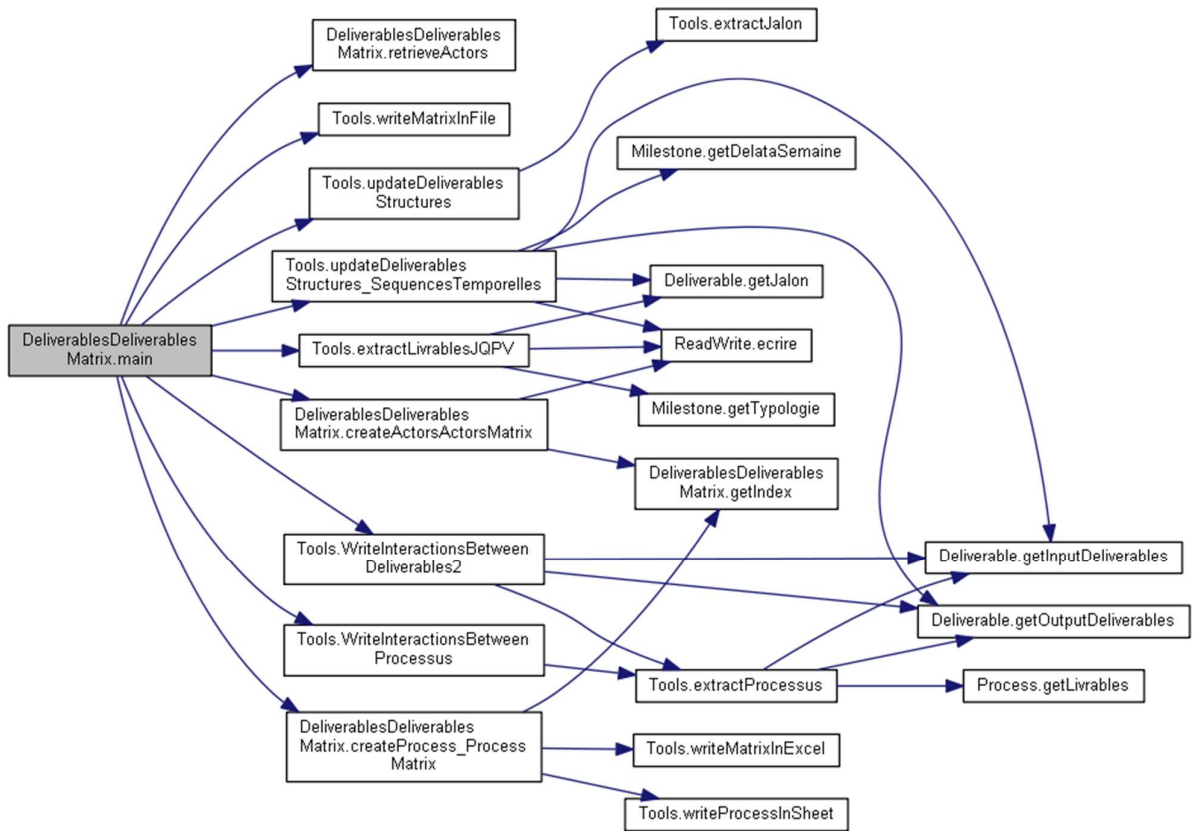 DeliverablesDeliverables
Matrix.main
DeliverablesDeliverables
Matrix.retrieveActors
Tools.writeMatrixInFile
Tools.updateDeliverables
Structures
Tools.updateDeliverables
Structures_SequencesTemporelles
Tools.extractLivrablesJQPV
DeliverablesDeliverables
Matrix.createActorsActorsMatrix
Tools.WriteInteractionsBetween
Deliverables2
Tools.WriteInteractionsBetween
Processus
DeliverablesDeliverables
Matrix.createProcess_Process
Matrix
Tools.extractJalon
Milestone.getDelataSemaine
Deliverable.getJalon
ReadWrite.ecrire
Milestone.getTypologie
DeliverablesDeliverables
Matrix.getIndex
Tools.extractProcessus
Tools.writeMatrixInExcel
Tools.writeProcessInSheet
Deliverable.getInputDeliverables
Deliverable.getOutputDeliverables
Process.getLivrables